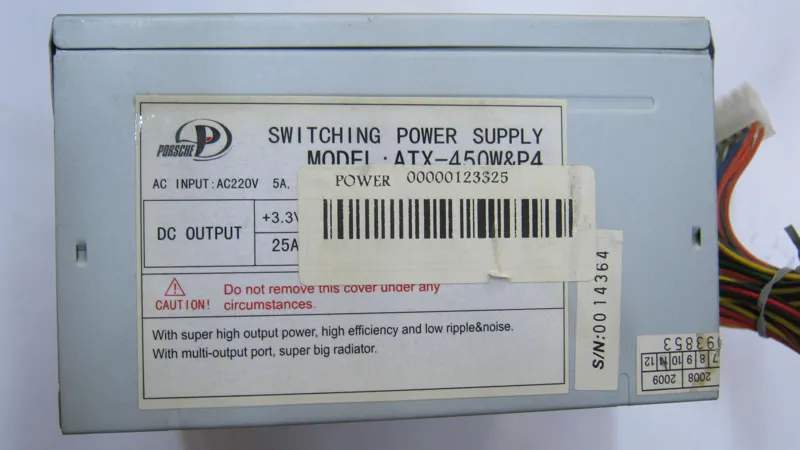 PORSCHE
SWITCHING POWER SUPPLY
MODEL:ATX-450W&P4
AC INPUT:AC220V 5A,
POWER 00000123325
DC OUTPUT
+3.3V
25A
CAUTION!
Do not remove this cover under any
circumstances.
With super high output power, high efficiency and low ripple&noise.
With multi-output port, super big radiator.
S/N:0014364
93853
7 8 9 10 11 12
2008 2009